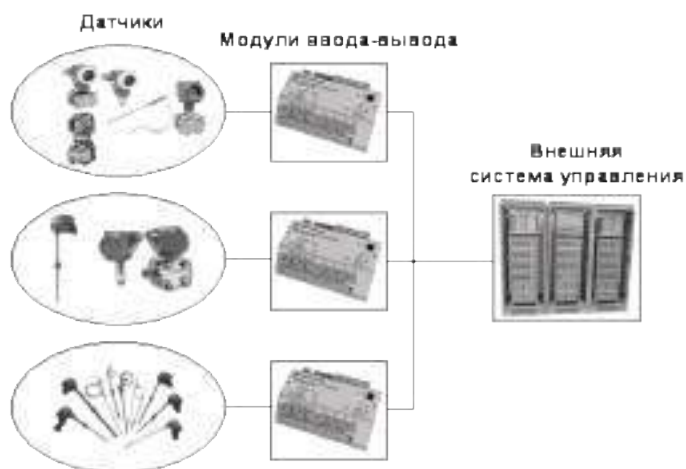 Датчики
Модули ввода-вывода
Внешняя
система управления